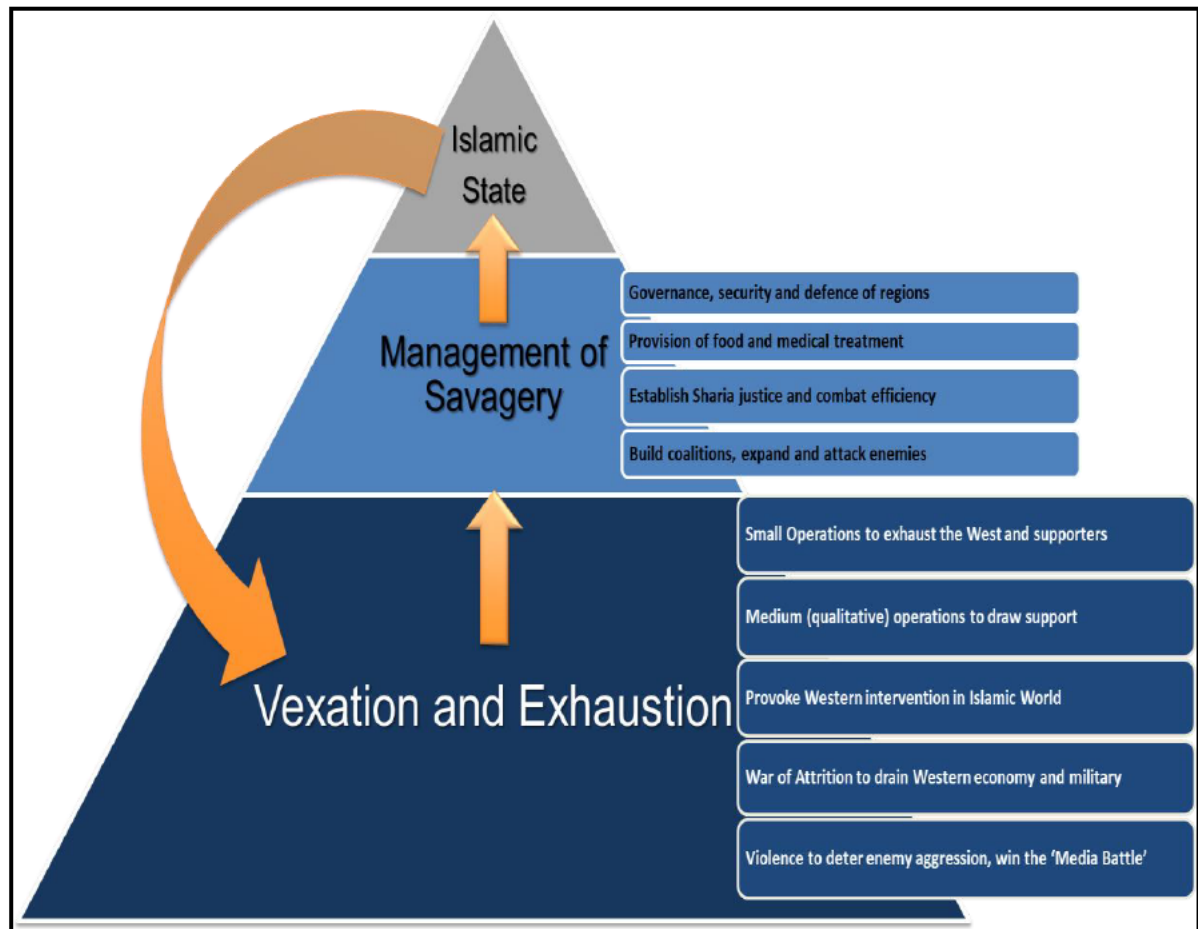 Islamic
State
Management of
Savagery
Governance, security and defence of regions
Provision of food and medical treatment
Establish Sharia justice and combat efficiency
Build coalitions, expand and attack enemies
Vexation and Exhaustion
Small Operations to exhaust the West and supporters
Medium (qualitative) operations to draw support
Provoke Western intervention in Islamic World
War of Attrition to drain Western economy and military
Violence to deter enemy aggression, win the ‘Media Battle’